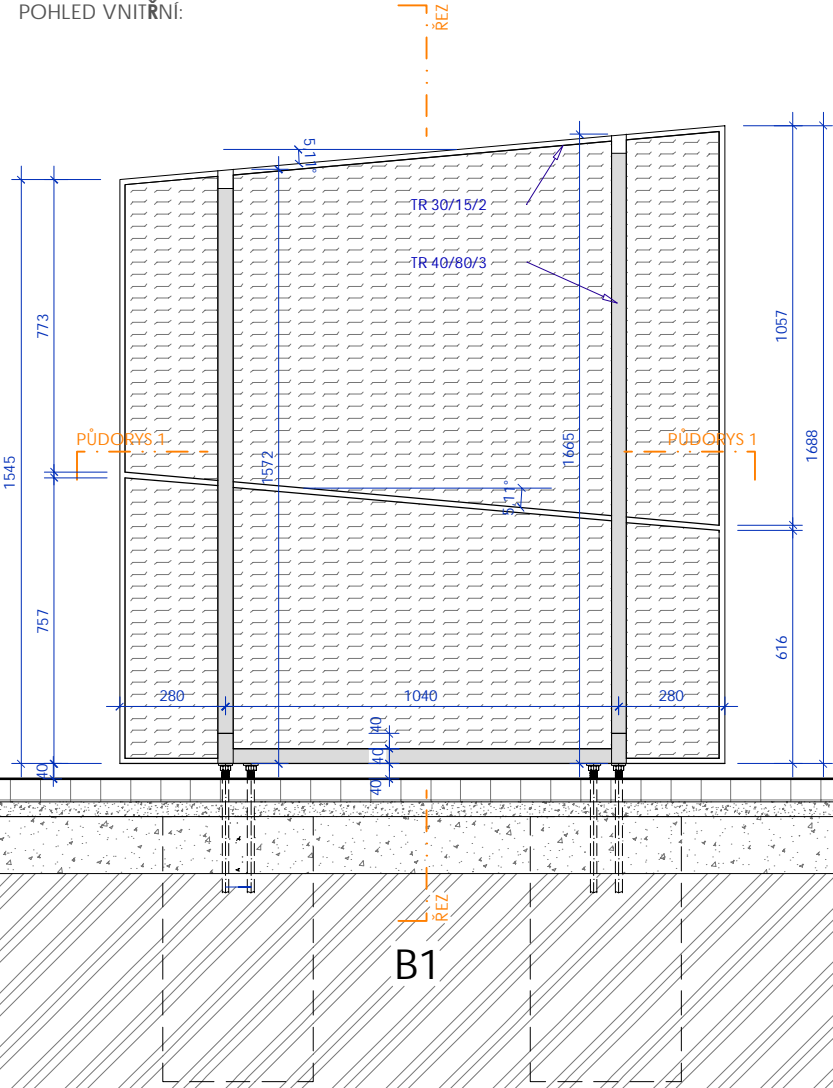 POHLED VNITŘNÍ:
ŘEZ
5,11°
TR 30/15/2
TR 40/80/3
773
1057
1545
PŮDORYS 1
PŮDORYS 1
1688
1572
1665
5,11°
757
616
280
1040
280
40
40
40
40
ŘEZ
B1